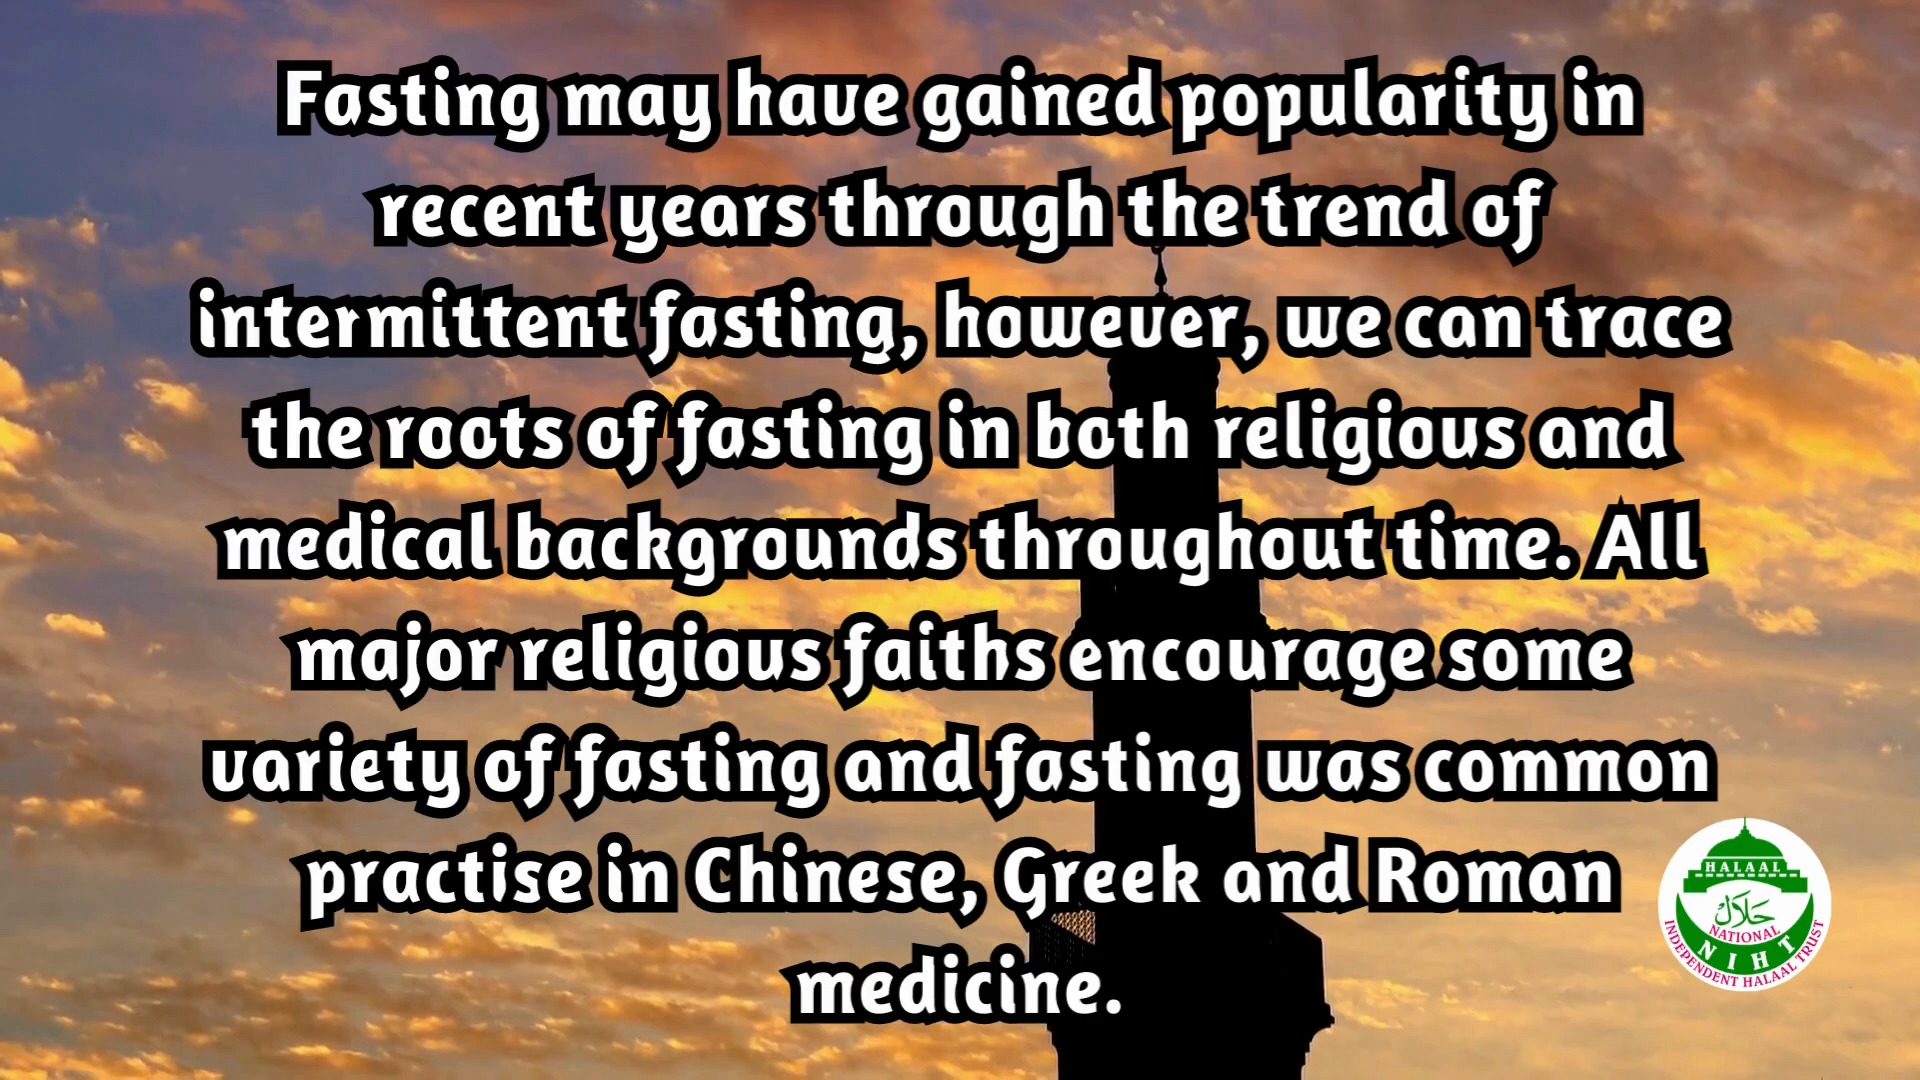 Fasting may have gained popularity in
recent years through the trend of
intermittent fasting, however, we can trace
the roots of fasting in both religious and
medical backgrounds throughout time. All
major religious faiths encourage some
variety of fasting and fasting was common
practise in Chinese, Greek and Roman
medicine.
HALAAL
حلال
NATIONAL
NIHT
INDEPENDENT HALAAL TRUST